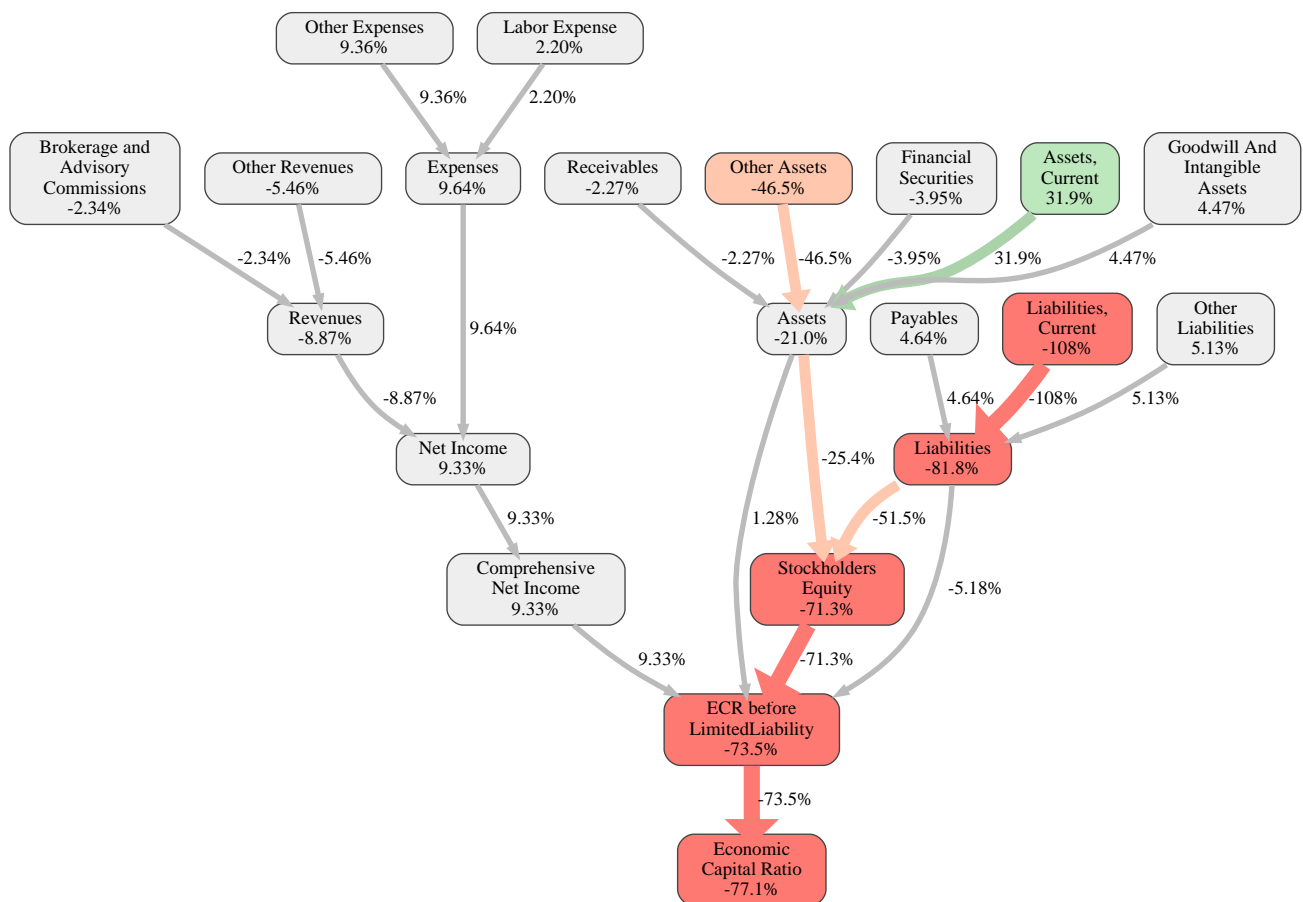 Other Expenses
9.36%
Labor Expense
2.20%
9.36%
2.20%
Brokerage and
Advisory
Commissions
-2.34%
Other Revenues
-5.46%
Expenses
9.64%
Receivables
-2.27%
Other Assets
-46.5%
Financial
Securities
-3.95%
Assets,
Current
31.9%
Goodwill And
Intangible
Assets
4.47%
-2.34%
-5.46%
-2.27%
-46.5%
-3.95%
31.9%
4.47%
Revenues
-8.87%
9.64%
Assets
-21.0%
Payables
4.64%
Liabilities,
Current
-108%
Other
Liabilities
5.13%
-8.87%
4.64%
-108%
5.13%
Net Income
9.33%
-25.4%
Liabilities
-81.8%
9.33%
1.28%
-51.5%
Comprehensive
Net Income
9.33%
Stockholders
Equity
-71.3%
-5.18%
9.33%
-71.3%
ECR before
LimitedLiability
-73.5%
-73.5%
Economic
Capital Ratio
-77.1%